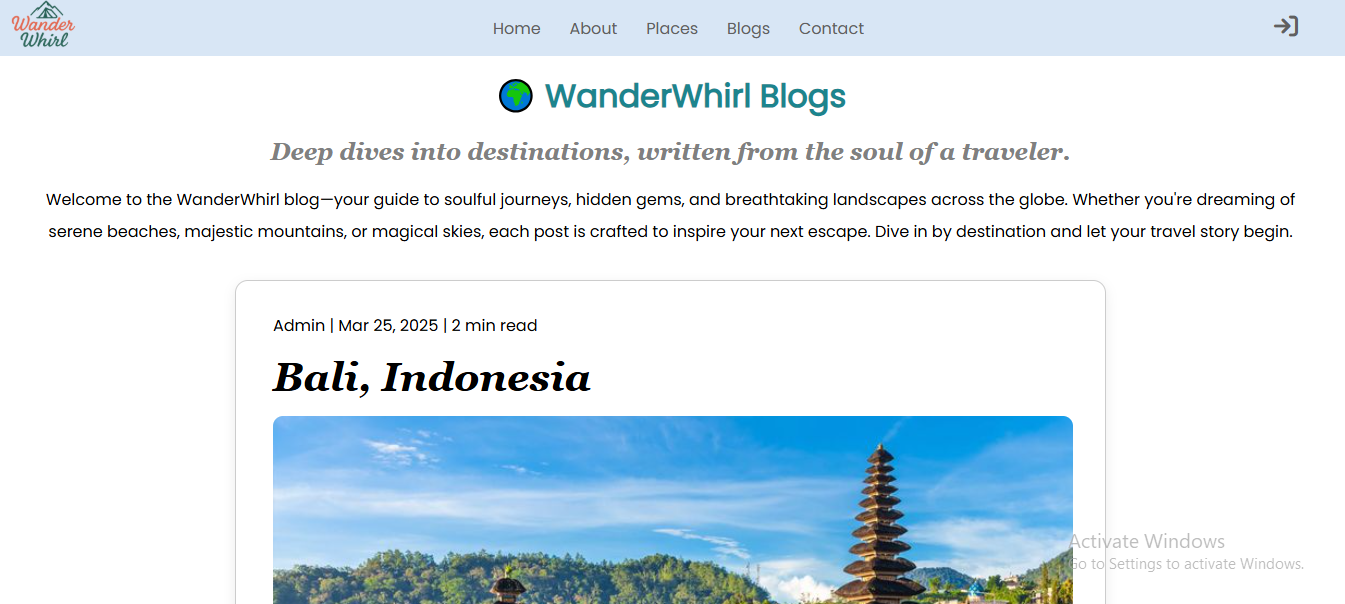 Wander
Whirl
Home About Places Blogs Contact
WanderWhirl Blogs
Deep dives into destinations, written from the soul of a traveler.
Welcome to the WanderWhirl blog—your guide to soulful journeys, hidden gems, and breathtaking landscapes across the globe. Whether you're dreaming of
serene beaches, majestic mountains, or magical skies, each post is crafted to inspire your next escape. Dive in by destination and let your travel story begin.
Admin | Mar 25, 2025 | 2 min read
Bali, Indonesia
Activate Windows
Go to Settings to activate Windows.